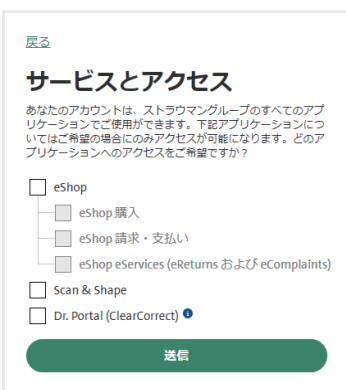 戻る
サービスとアクセス
あなたのアカウントは、ストラウマングループのすべてのアプ
リケーションでご使用ができます。下記アプリケーションにつ
いてはご希望の場合にのみアクセスが可能になります。どのア
プリケーションへのアクセスをご希望ですか？
eShop
eShop 購入
eShop 請求・支払い
eShop eServices (eReturns および eComplaints)
Scan & Shape
Dr. Portal (ClearCorrect)
送信